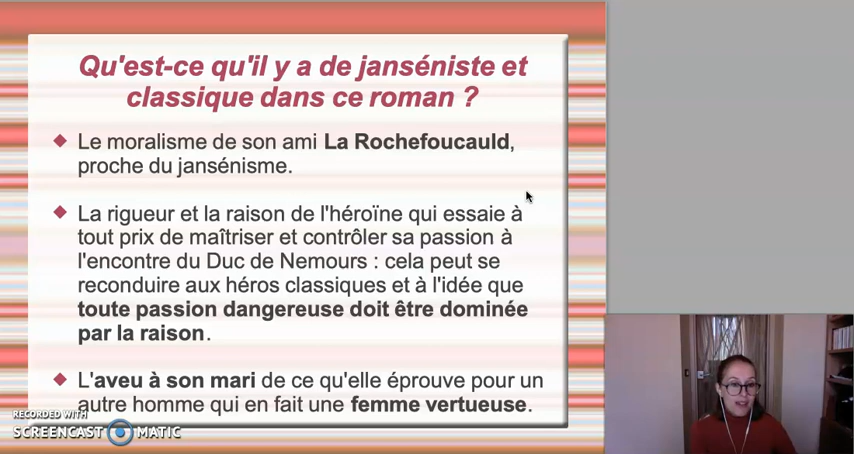 Qu'est-ce qu'il y a de janséniste et
classique dans ce roman ?
Le moralisme de son ami La Rochefoucauld,
proche du jansénisme.
La rigueur et la raison de l'héroïne qui essaie à
tout prix de maîtriser et contrôler sa passion à
l'encontre du Duc de Nemours : cela peut se
reconduire aux héros classiques et à l'idée que
toute passion dangereuse doit être dominée
par la raison.
L'aveu à son mari de ce qu'elle éprouve pour un
autre homme qui en fait une femme vertueuse.
RECORDED WITH
SCREENCAST MATIC